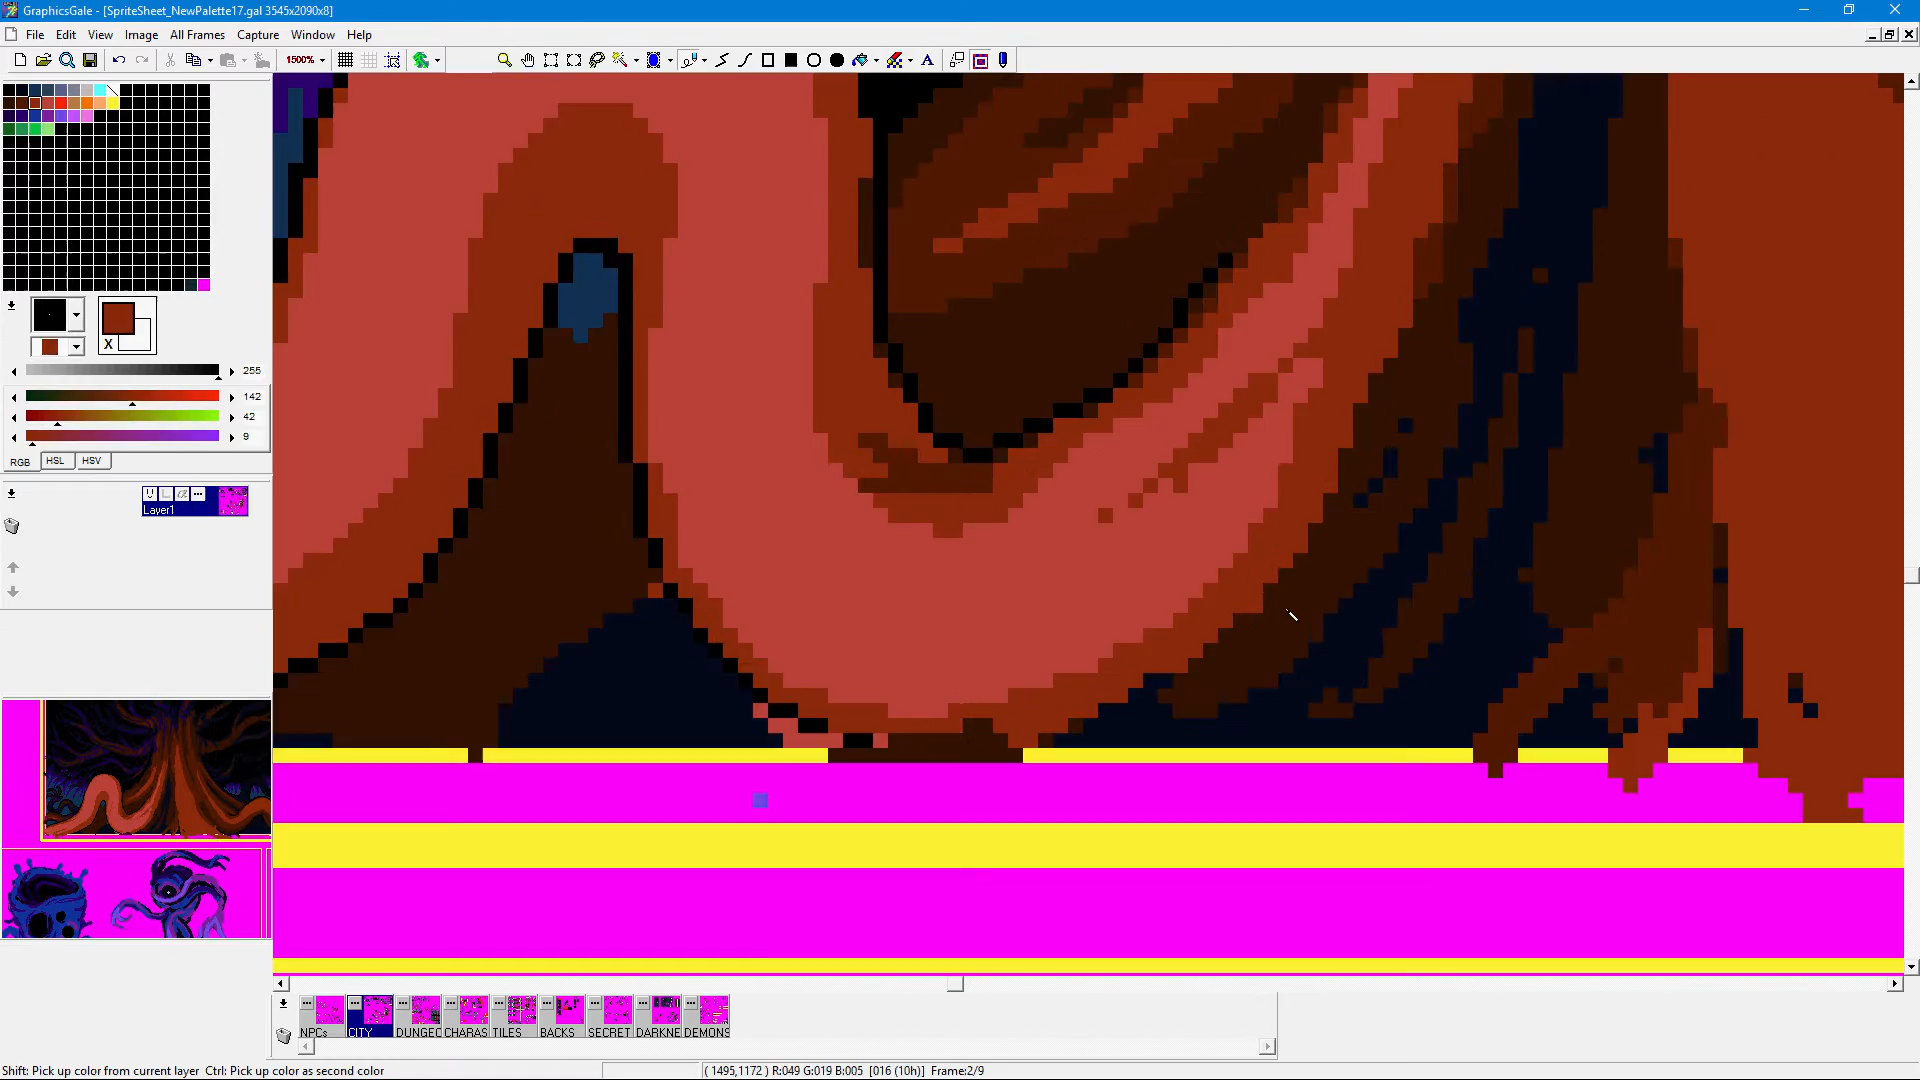 GraphicsGale - [SpriteSheet_NewPalette17.gal 3545x2090x8]
File Edit View Image All Frames Capture Window Help
1500%
A
X
255
142
42
9
RGB HSL HSV
Layer1
NPCs CITY DUNGEC CHARAS TILES BACKS SECRET DARKNE DEMONS
Shift: Pick up color from current layer Ctrl: Pick up color as second color
( 1495,1172 ) R:049 G:019 B:005 [016 (10h)] Frame:2/9